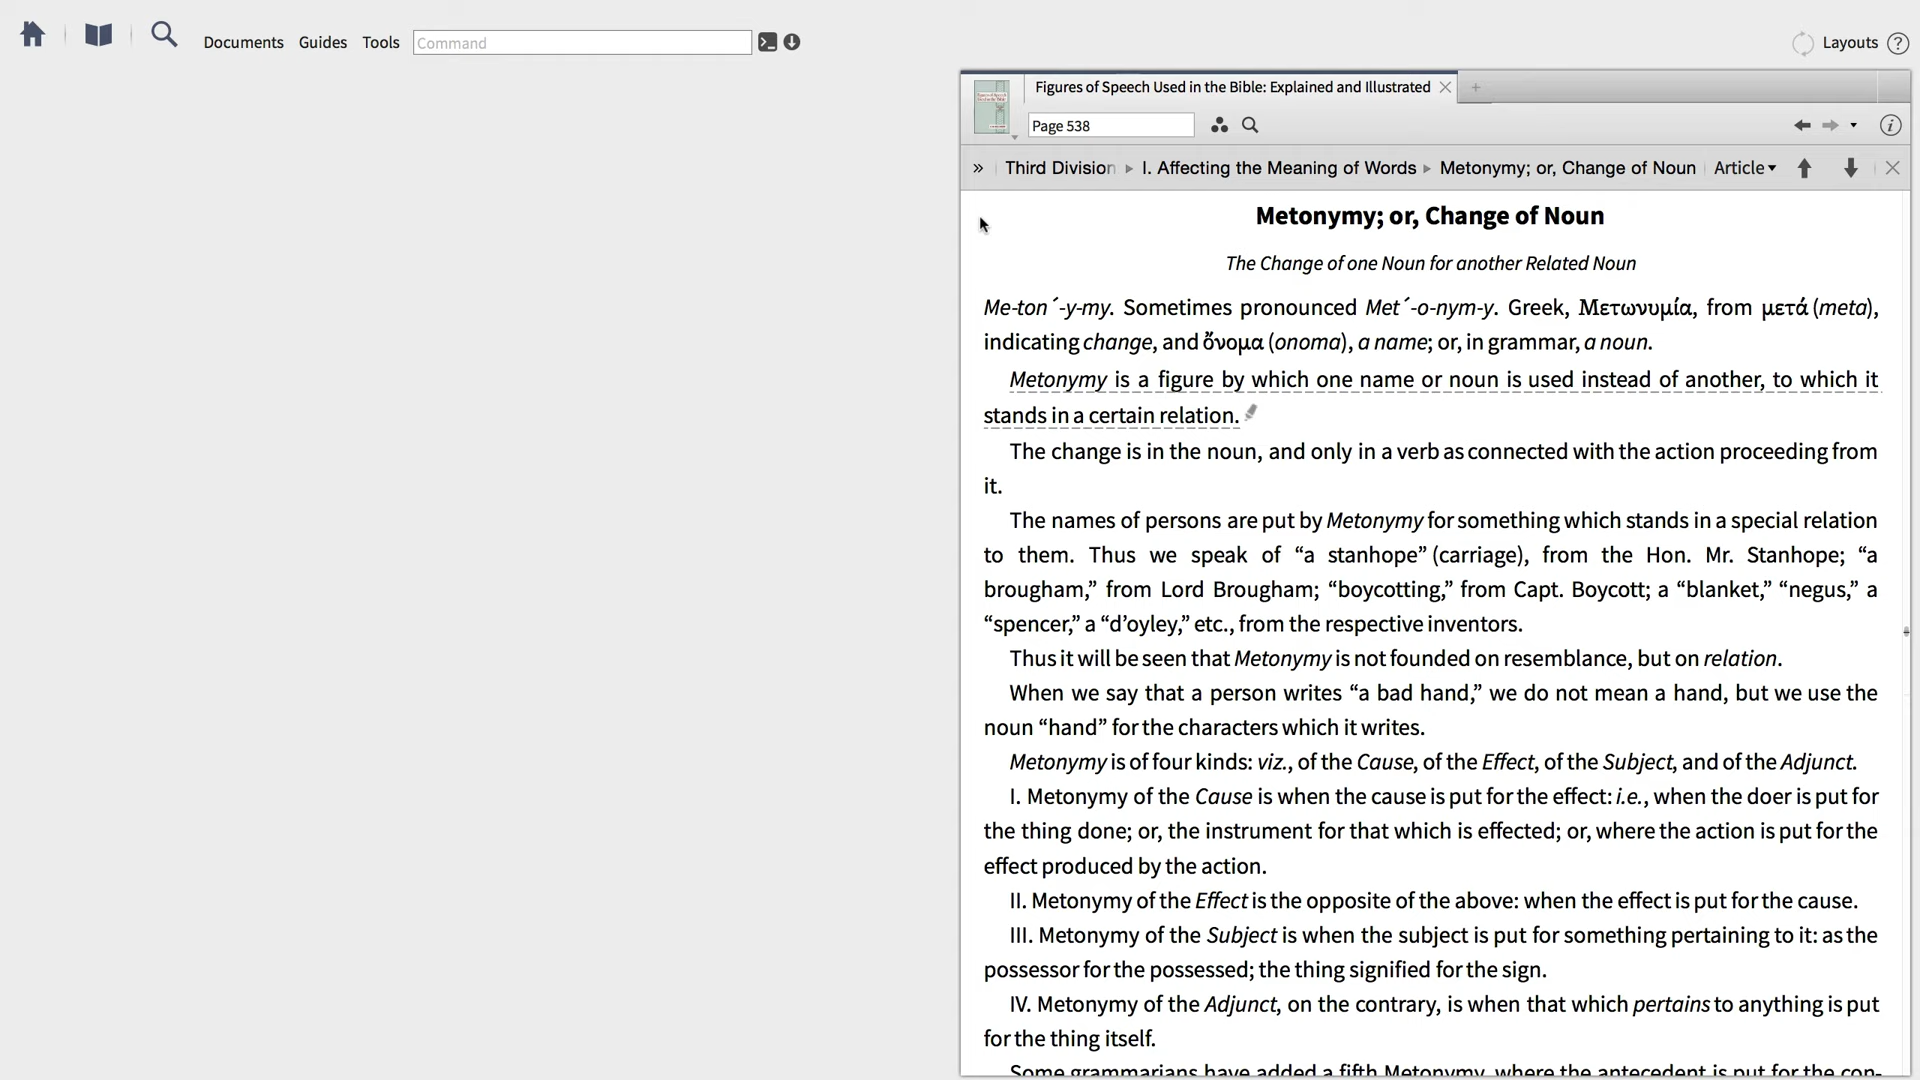 Documents Guides Tools Command
Layouts ?
Figures of Speech Used in the Bible: Explained and Illustrated
Page 538
» Third Division ▸ I. Affecting the Meaning of Words ▸ Metonymy; or, Change of Noun Article
Metonymy; or, Change of Noun
The Change of one Noun for another Related Noun
Me-ton´-y-my. Sometimes pronounced Met´-o-nym-y. Greek, Μετωνυμία, from μετά (meta),
indicating change, and ὄνομα (onoma), a name; or, in grammar, a noun.
Metonymy is a figure by which one name or noun is used instead of another, to which it
stands in a certain relation.
The change is in the noun, and only in a verb as connected with the action proceeding from
it.
The names of persons are put by Metonymy for something which stands in a special relation
to them. Thus we speak of “a stanhope” (carriage), from the Hon. Mr. Stanhope; “a
brougham,” from Lord Brougham; “boycotting,” from Capt. Boycott; a “blanket,” “negus,” a
“spencer,” a “d’oyley,” etc., from the respective inventors.
Thus it will be seen that Metonymy is not founded on resemblance, but on relation.
When we say that a person writes “a bad hand,” we do not mean a hand, but we use the
noun “hand” for the characters which it writes.
Metonymy is of four kinds: viz., of the Cause, of the Effect, of the Subject, and of the Adjunct.
I. Metonymy of the Cause is when the cause is put for the effect: i.e., when the doer is put for
the thing done; or, the instrument for that which is effected; or, where the action is put for the
effect produced by the action.
II. Metonymy of the Effect is the opposite of the above: when the effect is put for the cause.
III. Metonymy of the Subject is when the subject is put for something pertaining to it: as the
possessor for the possessed; the thing signified for the sign.
IV. Metonymy of the Adjunct, on the contrary, is when that which pertains to anything is put
for the thing itself.
Some grammarians have added a fifth Metonymy, where the antecedent is put for the con-